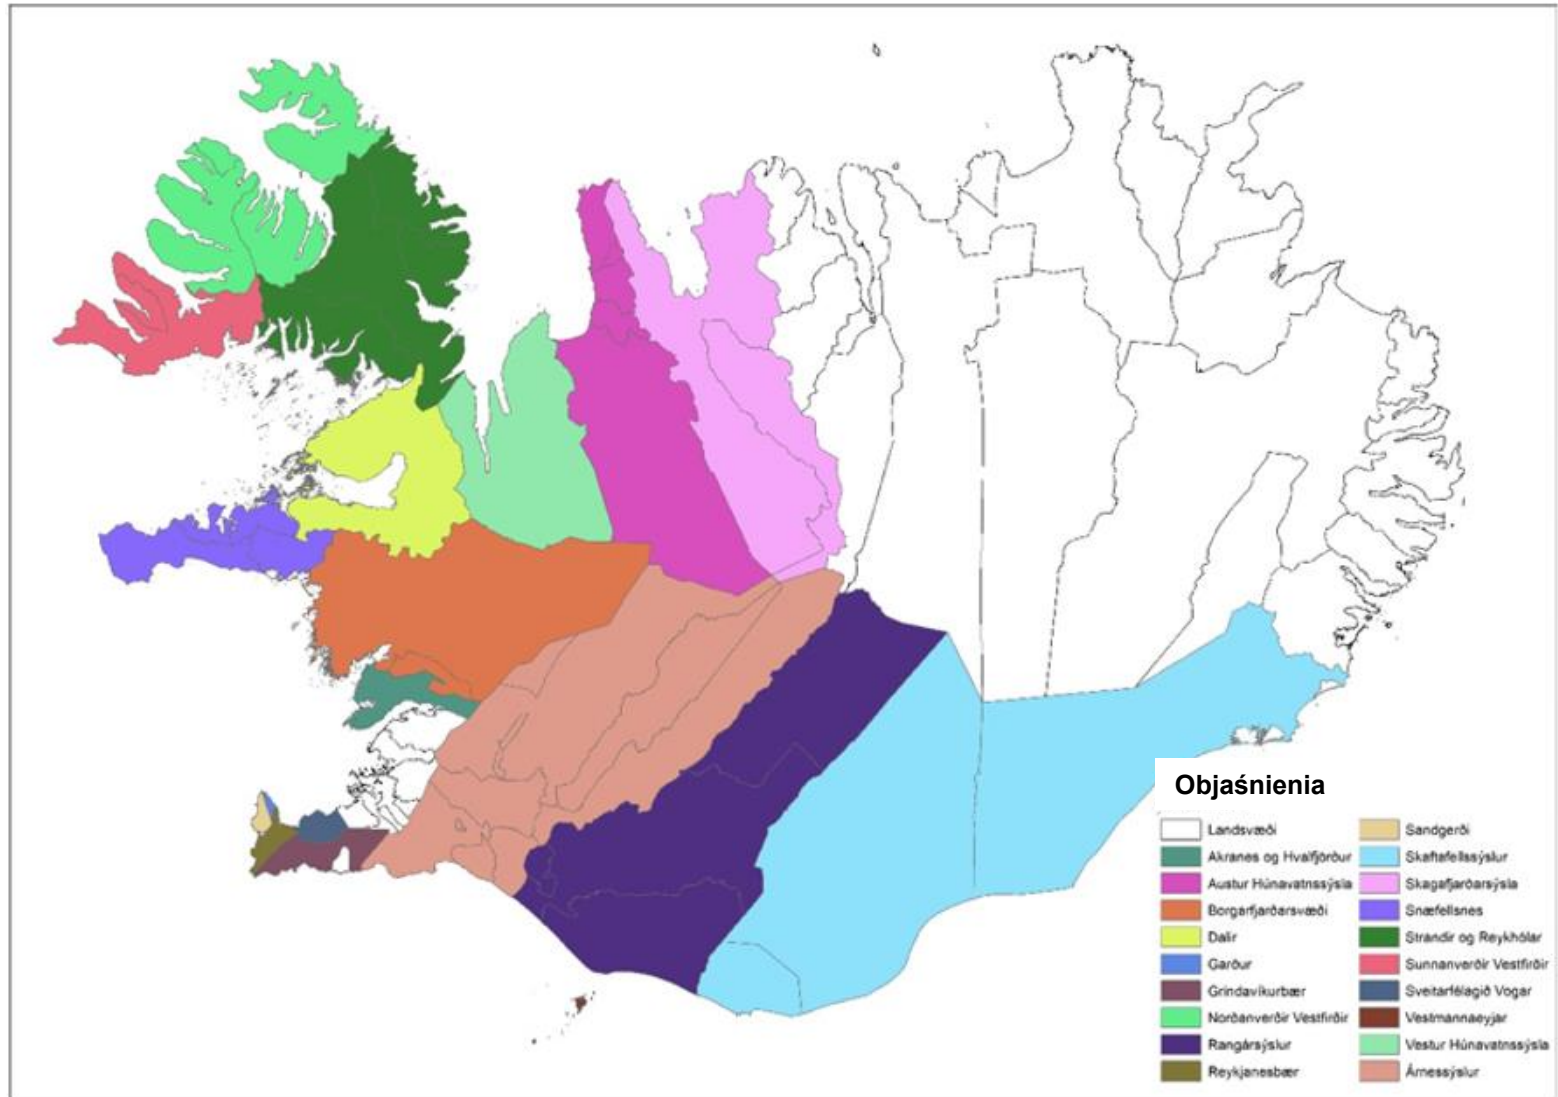 Objaśnienia
Landsvæði
Akranes og Hvalfjörður
Austur Húnavatnssýsla
Borgarfjarðarsvæði
Dalir
Garður
Grindavíkurbær
Norðanverðir Vestfirðir
Rangársýslur
Reykjanesbær
Sandgerði
Skaftafellssýslur
Skagafjarðarsýsla
Snæfellsnes
Strandir og Reykhólar
Sunnanverðir Vestfirðir
Sveitarfélagið Vogar
Vestmannaeyjar
Vestur Húnavatnssýsla
Árnessýslur